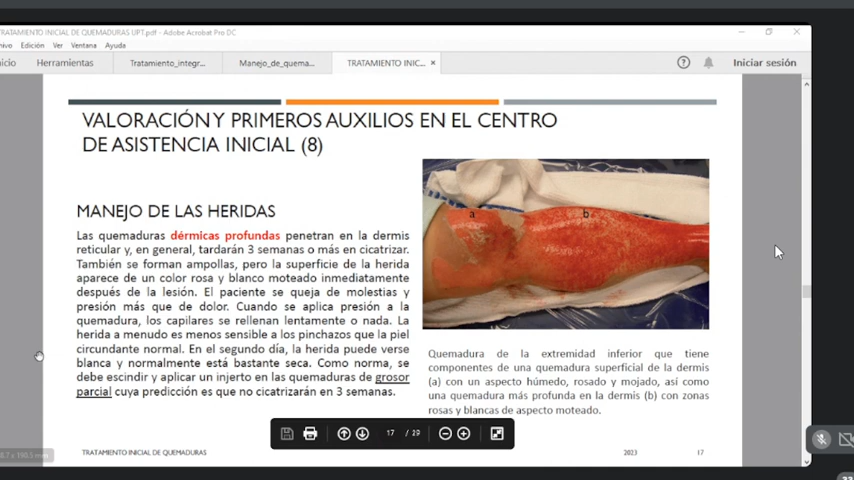 TRATAMIENTO INICIAL DE QUEMADURAS UPT.pdf - Adobe Acrobat Pro DC
Edición Ver Ventana Ayuda
Herramientas Tratamiento_integr... Manejo_de_quema... TRATAMIENTO INIC... × ? Iniciar sesión
VALORACIÓN Y PRIMEROS AUXILIOS EN EL CENTRO
DE ASISTENCIA INICIAL (8)
MANEJO DE LAS HERIDAS
Las quemaduras dérmicas profundas penetran en la dermis
reticular y, en general, tardarán 3 semanas o más en cicatrizar.
También se forman ampollas, pero la superficie de la herida
aparece de un color rosa y blanco moteado inmediatamente
después de la lesión. El paciente se queja de molestias y
presión más que de dolor. Cuando se aplica presión a la
quemadura, los capilares se rellenan lentamente o nada. La
herida a menudo es menos sensible a los pinchazos que la piel
circundante normal. En el segundo día, la herida puede verse
blanca y normalmente está bastante seca. Como norma, se
debe escindir y aplicar un injerto en las quemaduras de grosor
parcial cuya predicción es que no cicatrizarán en 3 semanas.
a b
Quemadura de la extremidad inferior que tiene
componentes de una quemadura superficial de la dermis
(a) con un aspecto húmedo, rosado y mojado, así como
una quemadura más profunda en la dermis (b) con zonas
rosas y blancas de aspecto moteado.
17 / 29
TRATAMIENTO INICIAL DE QUEMADURAS 2023 17